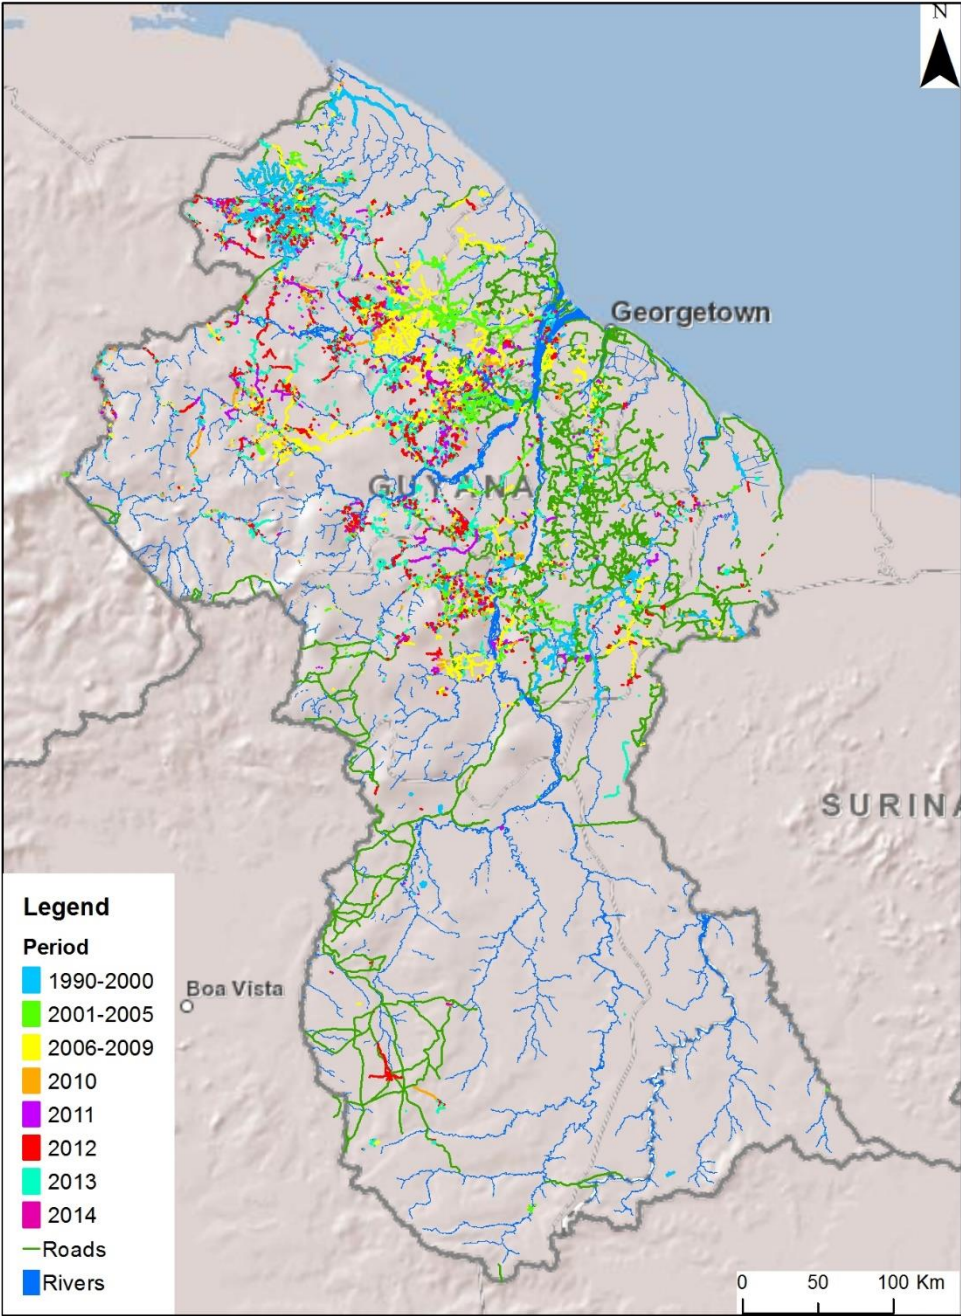 N
Georgetown
GUYANA
SURINA
Legend
Period
1990-2000
2001-2005
2006-2009
2010
2011
2012
2013
2014
Roads
Rivers
Boa Vista
0 50 100 Km